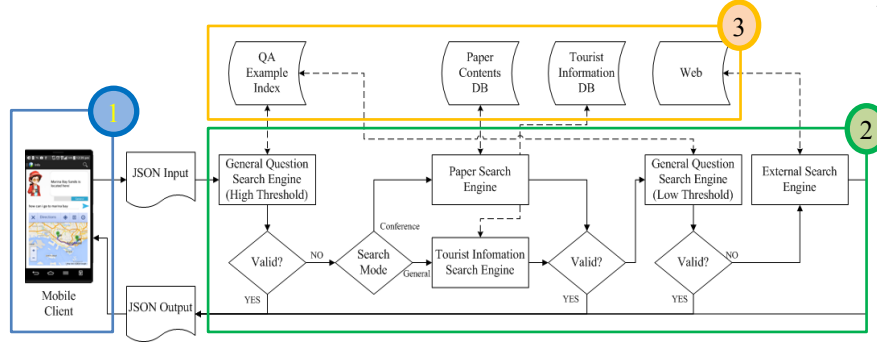 3
QA
Example
Index
Paper
Contents
DB
Tourist
Information
DB
Web
1
2
JSON Input
General Question
Search Engine
(High Threshold)
Paper Search
Engine
General Question
Search Engine
(Low Threshold)
External Search
Engine
Conference
Valid?
NO
Search
Mode
General
Tourist Infomation
Search Engine
Valid?
Valid?
NO
YES
YES
YES
Mobile
Client
JSON Output